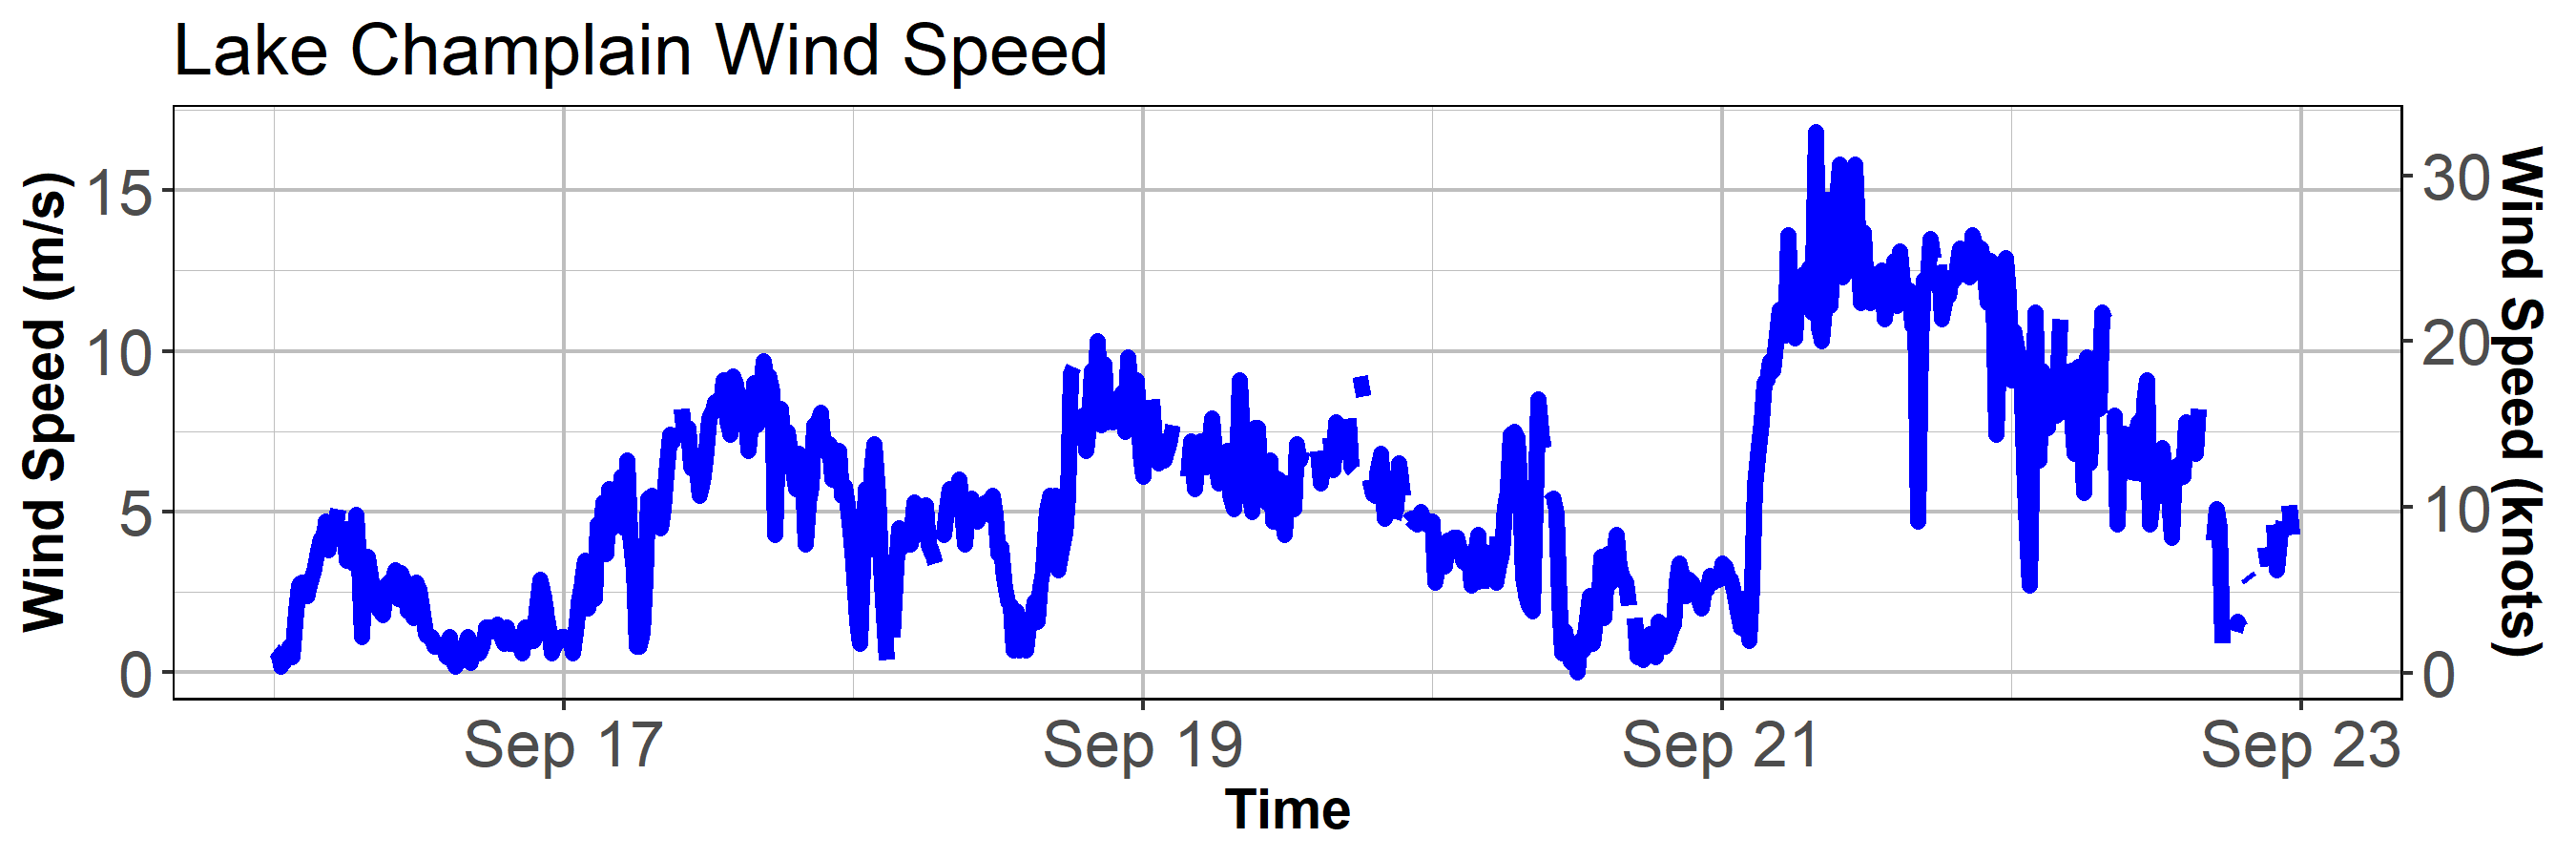 Lake Champlain Wind Speed
Wind Speed (m/s)
15
10
5
0
30
20
10
0
Wind Speed (knots)
Sep 17
Sep 19
Sep 21
Sep 23
Time